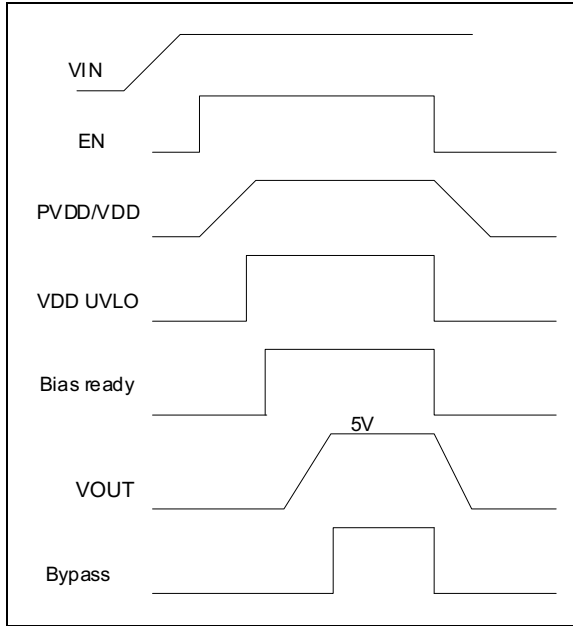 VIN
EN
PVDD/VDD
VDD UVLO
Bias ready
5V
VOUT
Bypass